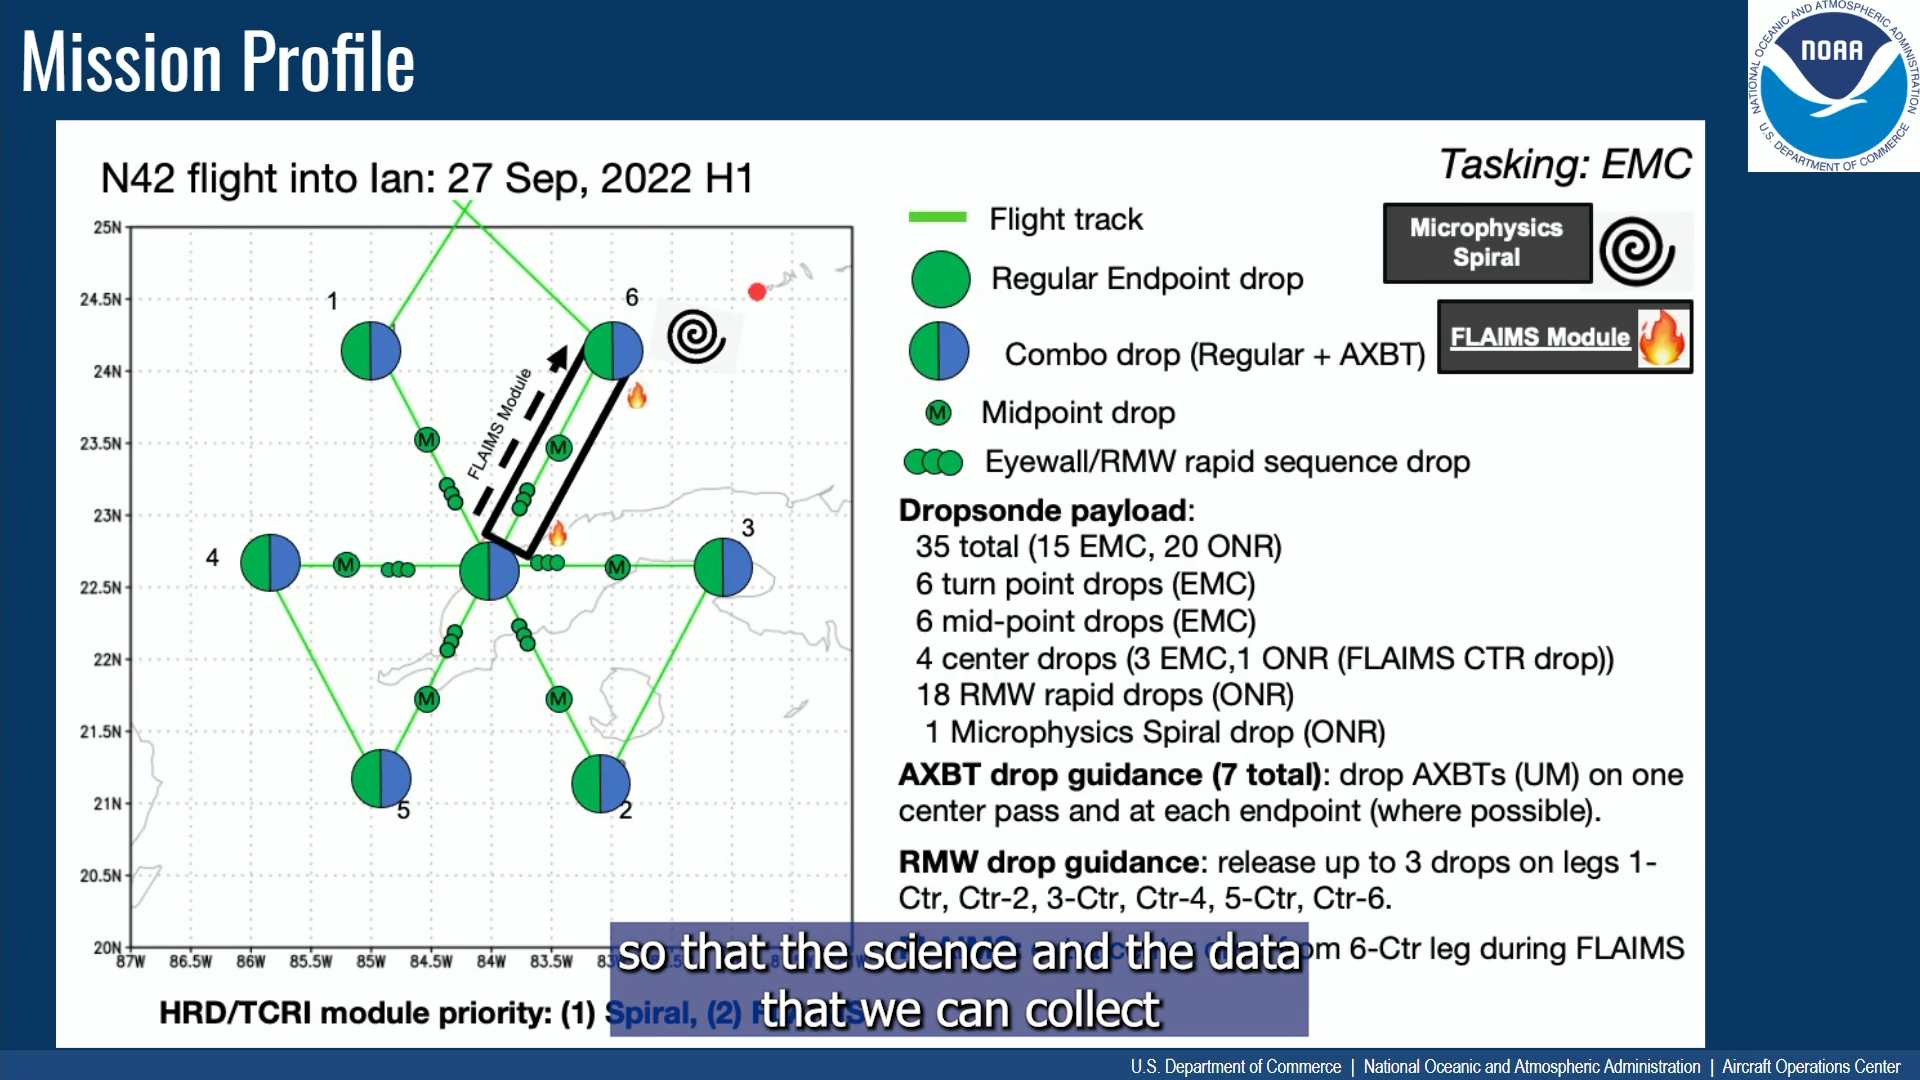 Mission Profile
NATIONAL OCEANIC AND ATMOSPHERIC ADMINISTRATION
NOAA
U.S. DEPARTMENT OF COMMERCE
N42 flight into Ian: 27 Sep, 2022 H1
Tasking: EMC
Microphysics
Spiral
FLAIMS Module
Flight track
Regular Endpoint drop
Combo drop (Regular + AXBT)
M Midpoint drop
Eyewall/RMW rapid sequence drop
Dropsonde payload:
35 total (15 EMC, 20 ONR)
6 turn point drops (EMC)
6 mid-point drops (EMC)
4 center drops (3 EMC,1 ONR (FLAIMS CTR drop))
18 RMW rapid drops (ONR)
1 Microphysics Spiral drop (ONR)
AXBT drop guidance (7 total): drop AXBTs (UM) on one
center pass and at each endpoint (where possible).
RMW drop guidance: release up to 3 drops on legs 1-
Ctr, Ctr-2, 3-Ctr, Ctr-4, 5-Ctr, Ctr-6.
6-Ctr leg during FLAIMS
25N
24.5N
24N
23.5N
23N
22.5N
22N
21.5N
21N
20.5N
20N
87W 86.5W 86W 85.5W 85W 84.5W 84W 83.5W
1
6
FLAIMS Module
M
M
4
3
M
M
M
M
5
2
HRD/TCRI module priority: (1) Spiral, (2)
so that the science and the data
that we can collect
U.S. Department of Commerce | National Oceanic and Atmospheric Administration | Aircraft Operations Center